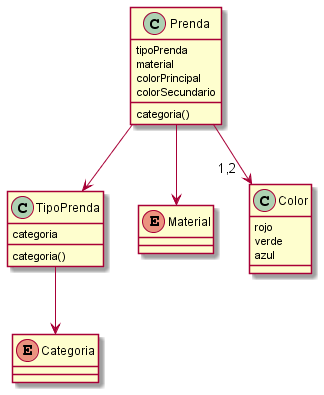 C Prenda
tipoPrenda
material
colorPrincipal
colorSecundario
categoria()
1,2
C TipoPrenda
categoria
categoria()
E Material
C Color
rojo
verde
azul
E Categoria